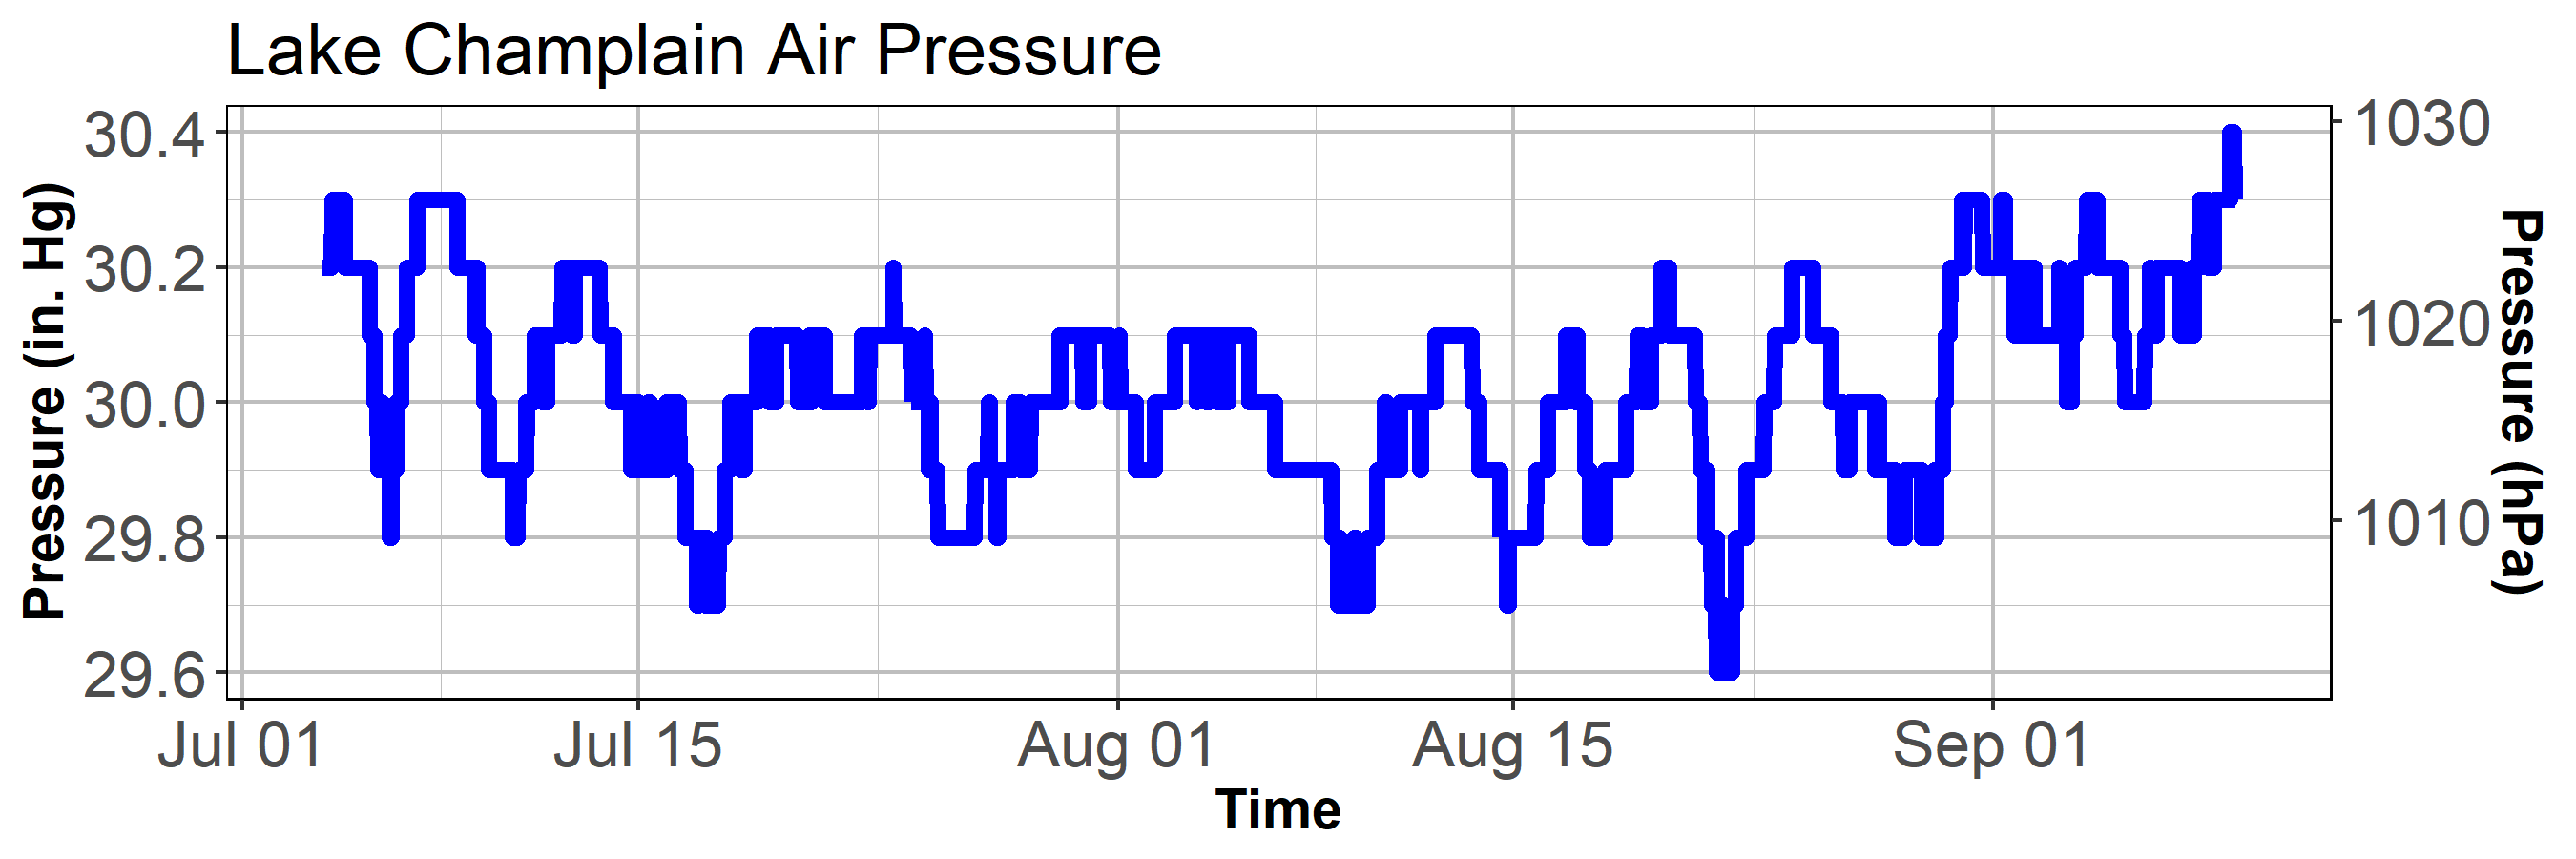 Lake Champlain Air Pressure
Pressure (in. Hg)
30.4
30.2
30.0
29.8
29.6
1030
1020
1010
Pressure (hPa)
Jul 01 Jul 15 Aug 01 Aug 15 Sep 01
Time